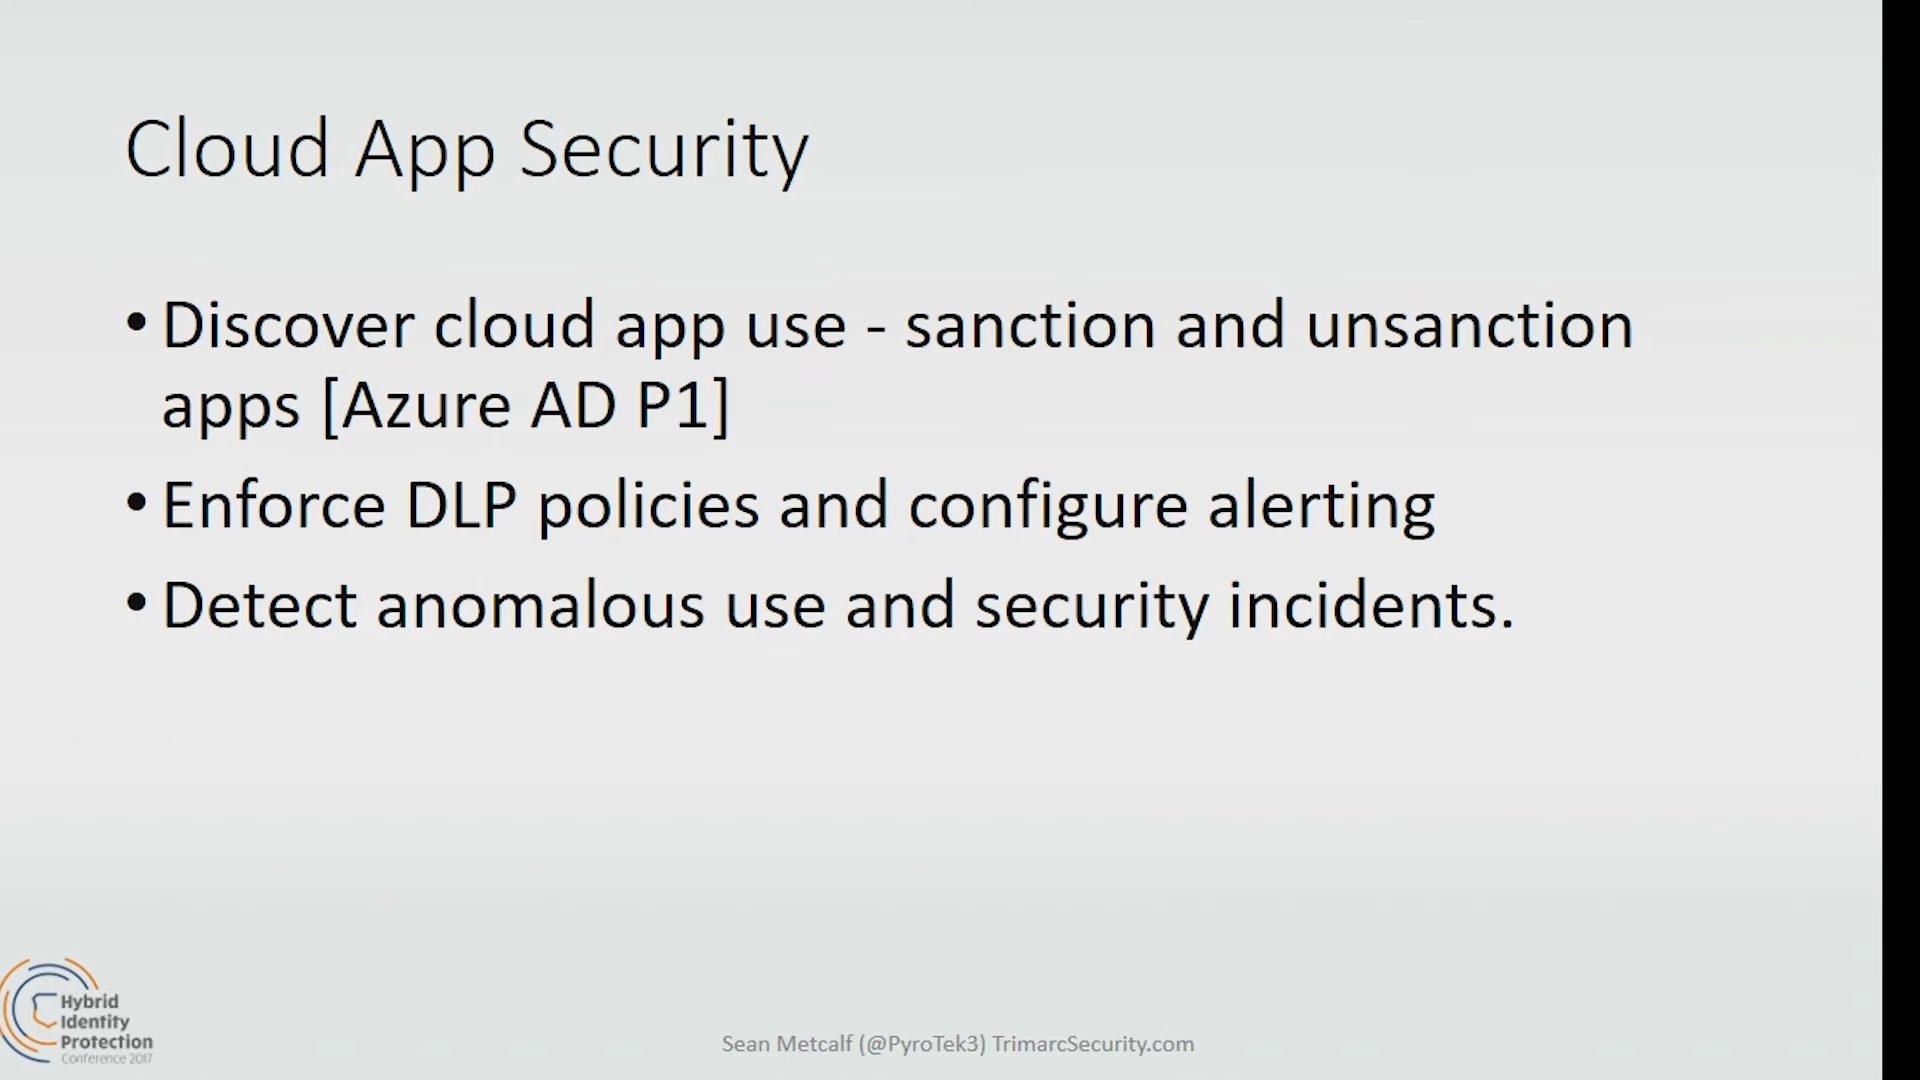 Cloud App Security
• Discover cloud app use - sanction and unsanction
apps [Azure AD P1]
• Enforce DLP policies and configure alerting
• Detect anomalous use and security incidents.
Hybrid
Identity
Protection
Conference 2017
Sean Metcalf (@PyroTek3) TrimarcSecurity.com